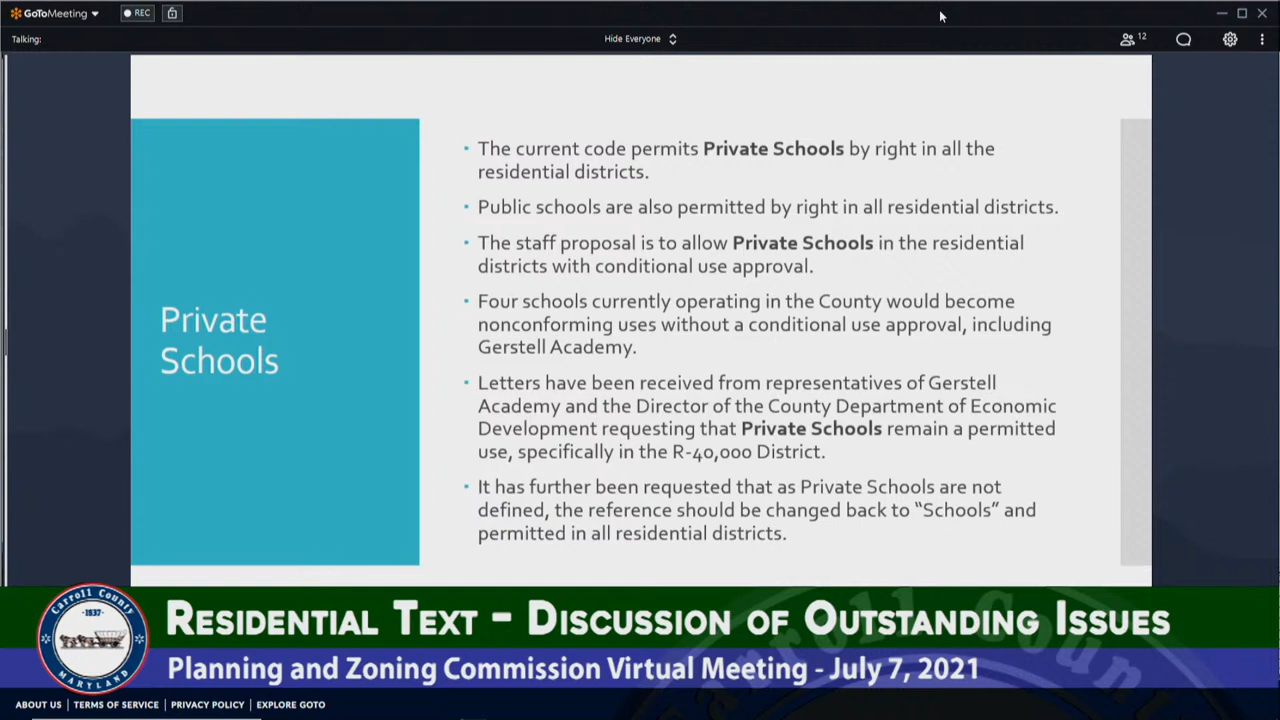 GoToMeeting
REC
Talking:
Hide Everyone
12
Private
Schools
• The current code permits Private Schools by right in all the
residential districts.
• Public schools are also permitted by right in all residential districts.
• The staff proposal is to allow Private Schools in the residential
districts with conditional use approval.
• Four schools currently operating in the County would become
nonconforming uses without a conditional use approval, including
Gerstell Academy.
• Letters have been received from representatives of Gerstell
Academy and the Director of the County Department of Economic
Development requesting that Private Schools remain a permitted
use, specifically in the R-40,000 District.
• It has further been requested that as Private Schools are not
defined, the reference should be changed back to “Schools” and
permitted in all residential districts.
Carroll County
1837
MARYLAND
RESIDENTIAL TEXT – DISCUSSION OF OUTSTANDING ISSUES
Planning and Zoning Commission Virtual Meeting - July 7, 2021
ABOUT US | TERMS OF SERVICE | PRIVACY POLICY | EXPLORE GOTO